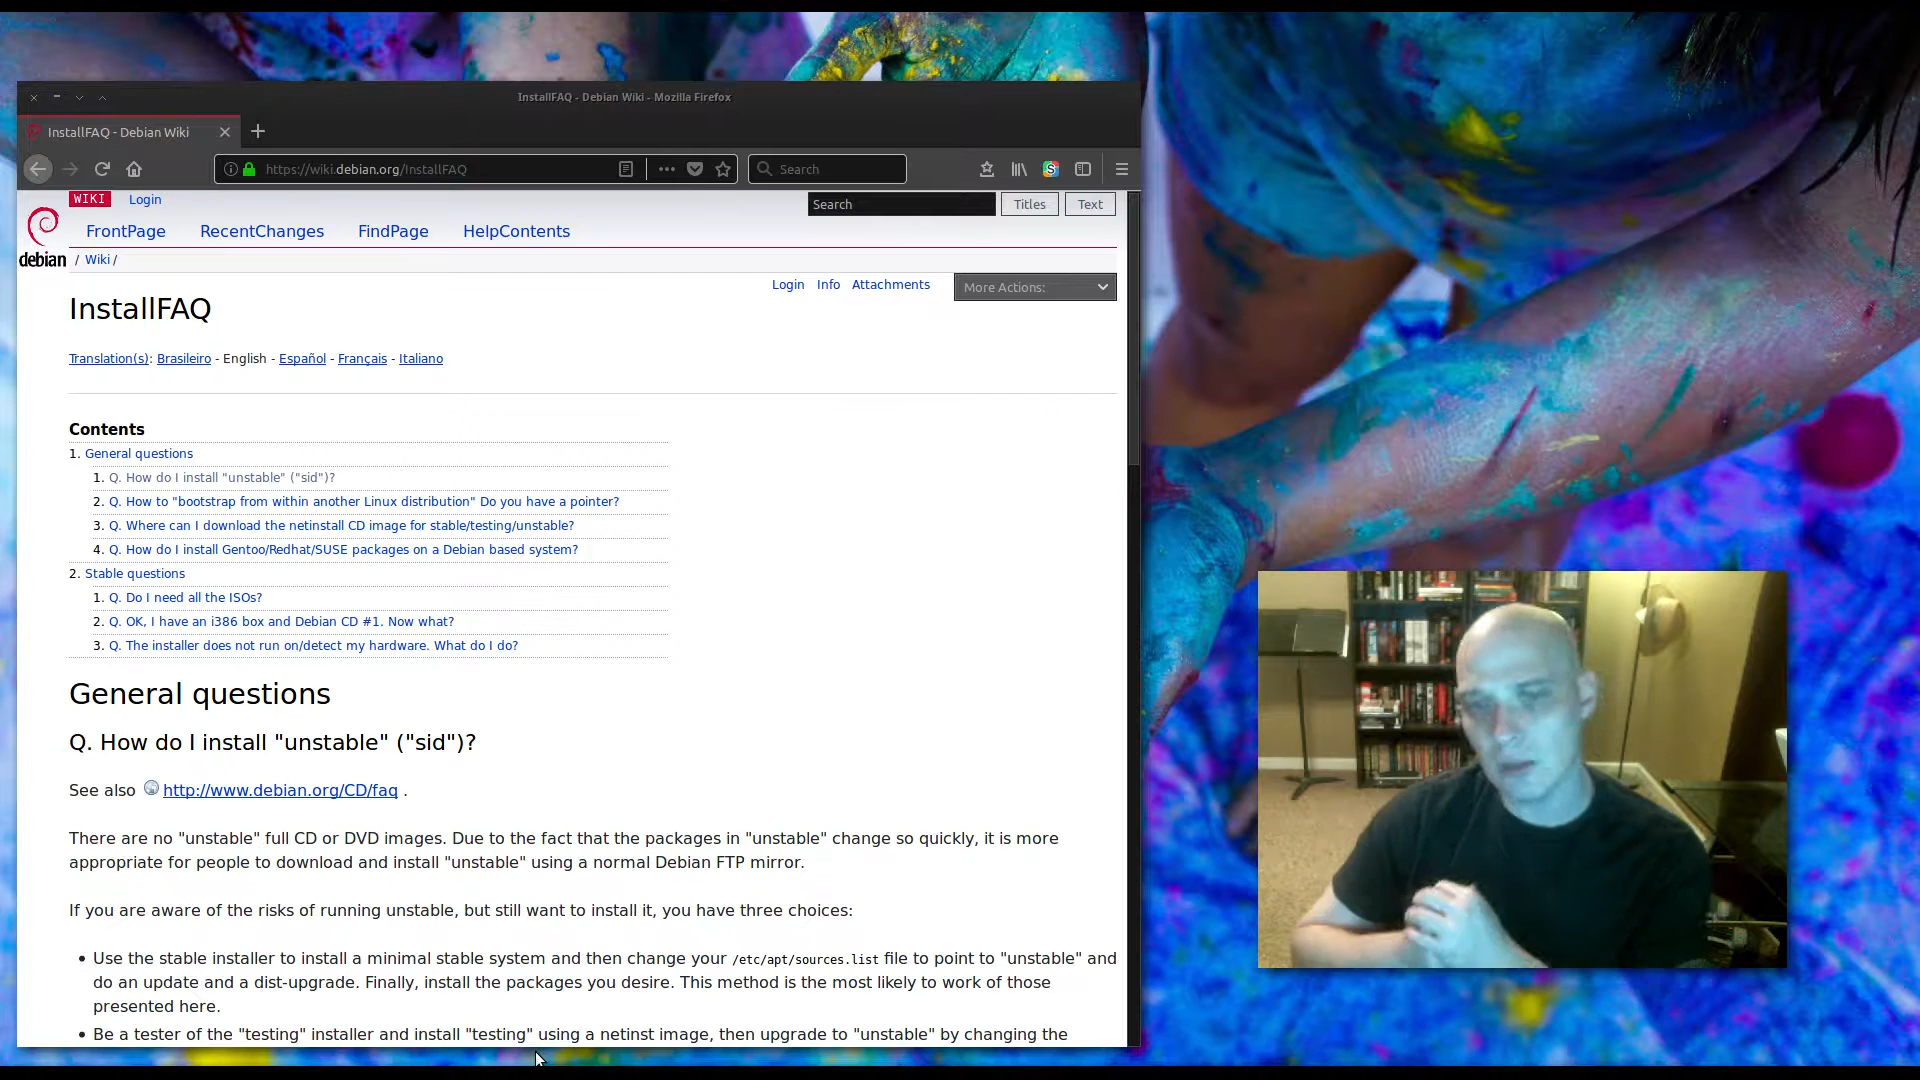 InstallFAQ - Debian Wiki - Mozilla Firefox
InstallFAQ - Debian Wiki
https://wiki.debian.org/InstallFAQ
Search
WIKI
Login
Search
Titles
Text
FrontPage
RecentChanges
FindPage
HelpContents
debian
/ Wiki /
Login
Info
Attachments
More Actions:
InstallFAQ
Translation(s): Brasileiro - English - Español - Français - Italiano
Contents
1. General questions
1. Q. How do I install "unstable" ("sid")?
2. Q. How to "bootstrap from within another Linux distribution" Do you have a pointer?
3. Q. Where can I download the netinstall CD image for stable/testing/unstable?
4. Q. How do I install Gentoo/Redhat/SUSE packages on a Debian based system?
2. Stable questions
1. Q. Do I need all the ISOs?
2. Q. OK, I have an i386 box and Debian CD #1. Now what?
3. Q. The installer does not run on/detect my hardware. What do I do?
General questions
Q. How do I install "unstable" ("sid")?
See also http://www.debian.org/CD/faq .
There are no "unstable" full CD or DVD images. Due to the fact that the packages in "unstable" change so quickly, it is more
appropriate for people to download and install "unstable" using a normal Debian FTP mirror.
If you are aware of the risks of running unstable, but still want to install it, you have three choices:
• Use the stable installer to install a minimal stable system and then change your /etc/apt/sources.list file to point to "unstable" and
do an update and a dist-upgrade. Finally, install the packages you desire. This method is the most likely to work of those
presented here.
• Be a tester of the "testing" installer and install "testing" using a netinst image, then upgrade to "unstable" by changing the